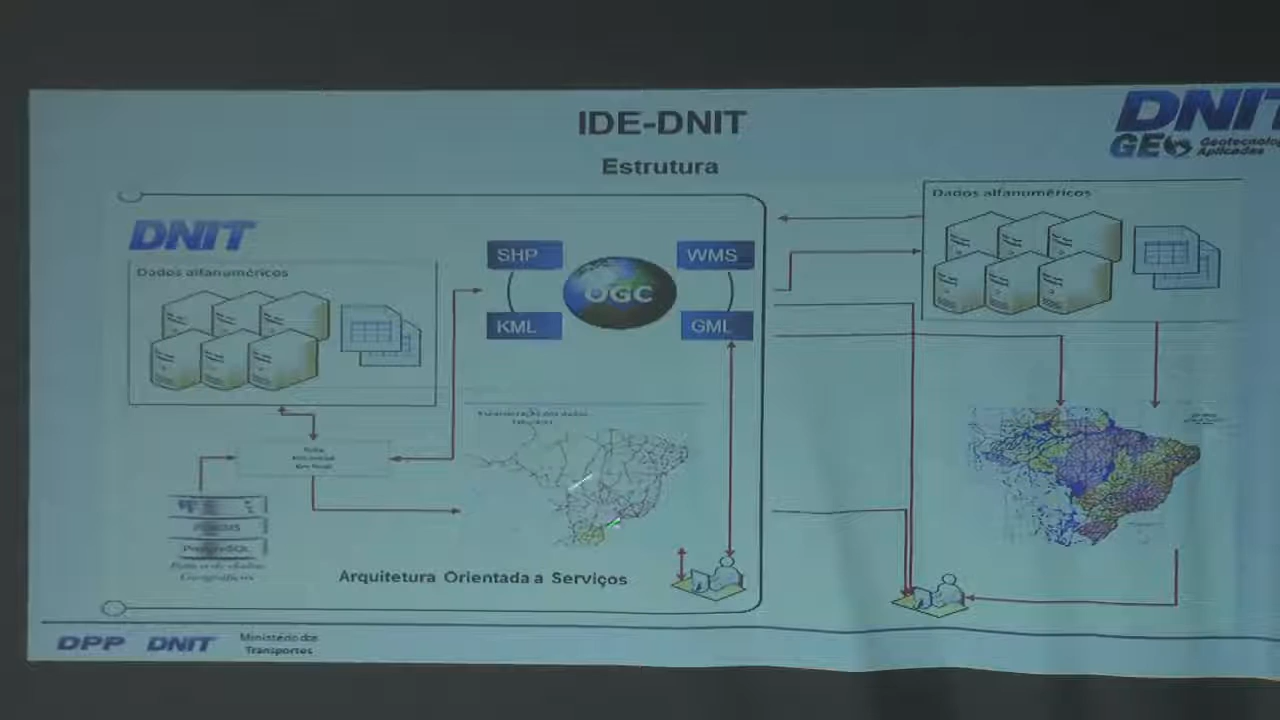 IDE-DNIT
Estrutura
DNIT
GEO Geotecnolog
Aplicadas
DNIT
Dados alfanuméricos
SHP
WMS
OGC
KML
GML
Dados alfanuméricos
PostgreSQL
Arquitetura Orientada a Serviços
DPP DNIT Ministério dos
Transportes